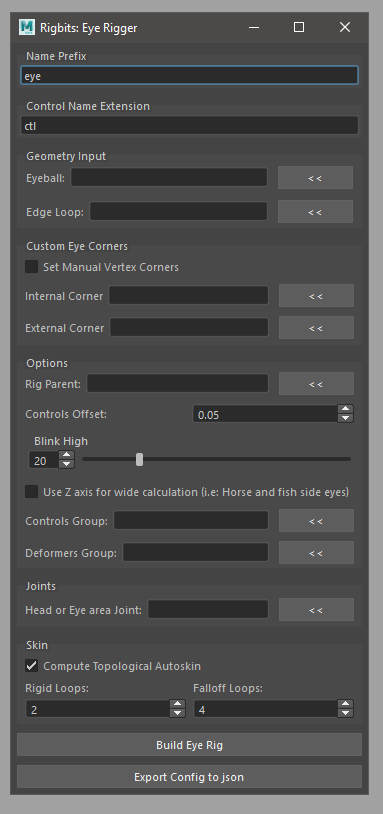 M Rigbits: Eye Rigger
Name Prefix
eye
Control Name Extension
ctl
Geometry Input
Eyeball: <<
Edge Loop: <<
Custom Eye Corners
Set Manual Vertex Corners
Internal Corner <<
External Corner <<
Options
Rig Parent: <<
Controls Offset: 0.05
Blink High
20
Use Z axis for wide calculation (i.e: Horse and fish side eyes)
Controls Group: <<
Deformers Group: <<
Joints
Head or Eye area Joint: <<
Skin
Compute Topological Autoskin
Rigid Loops: Falloff Loops:
2 4
Build Eye Rig
Export Config to json